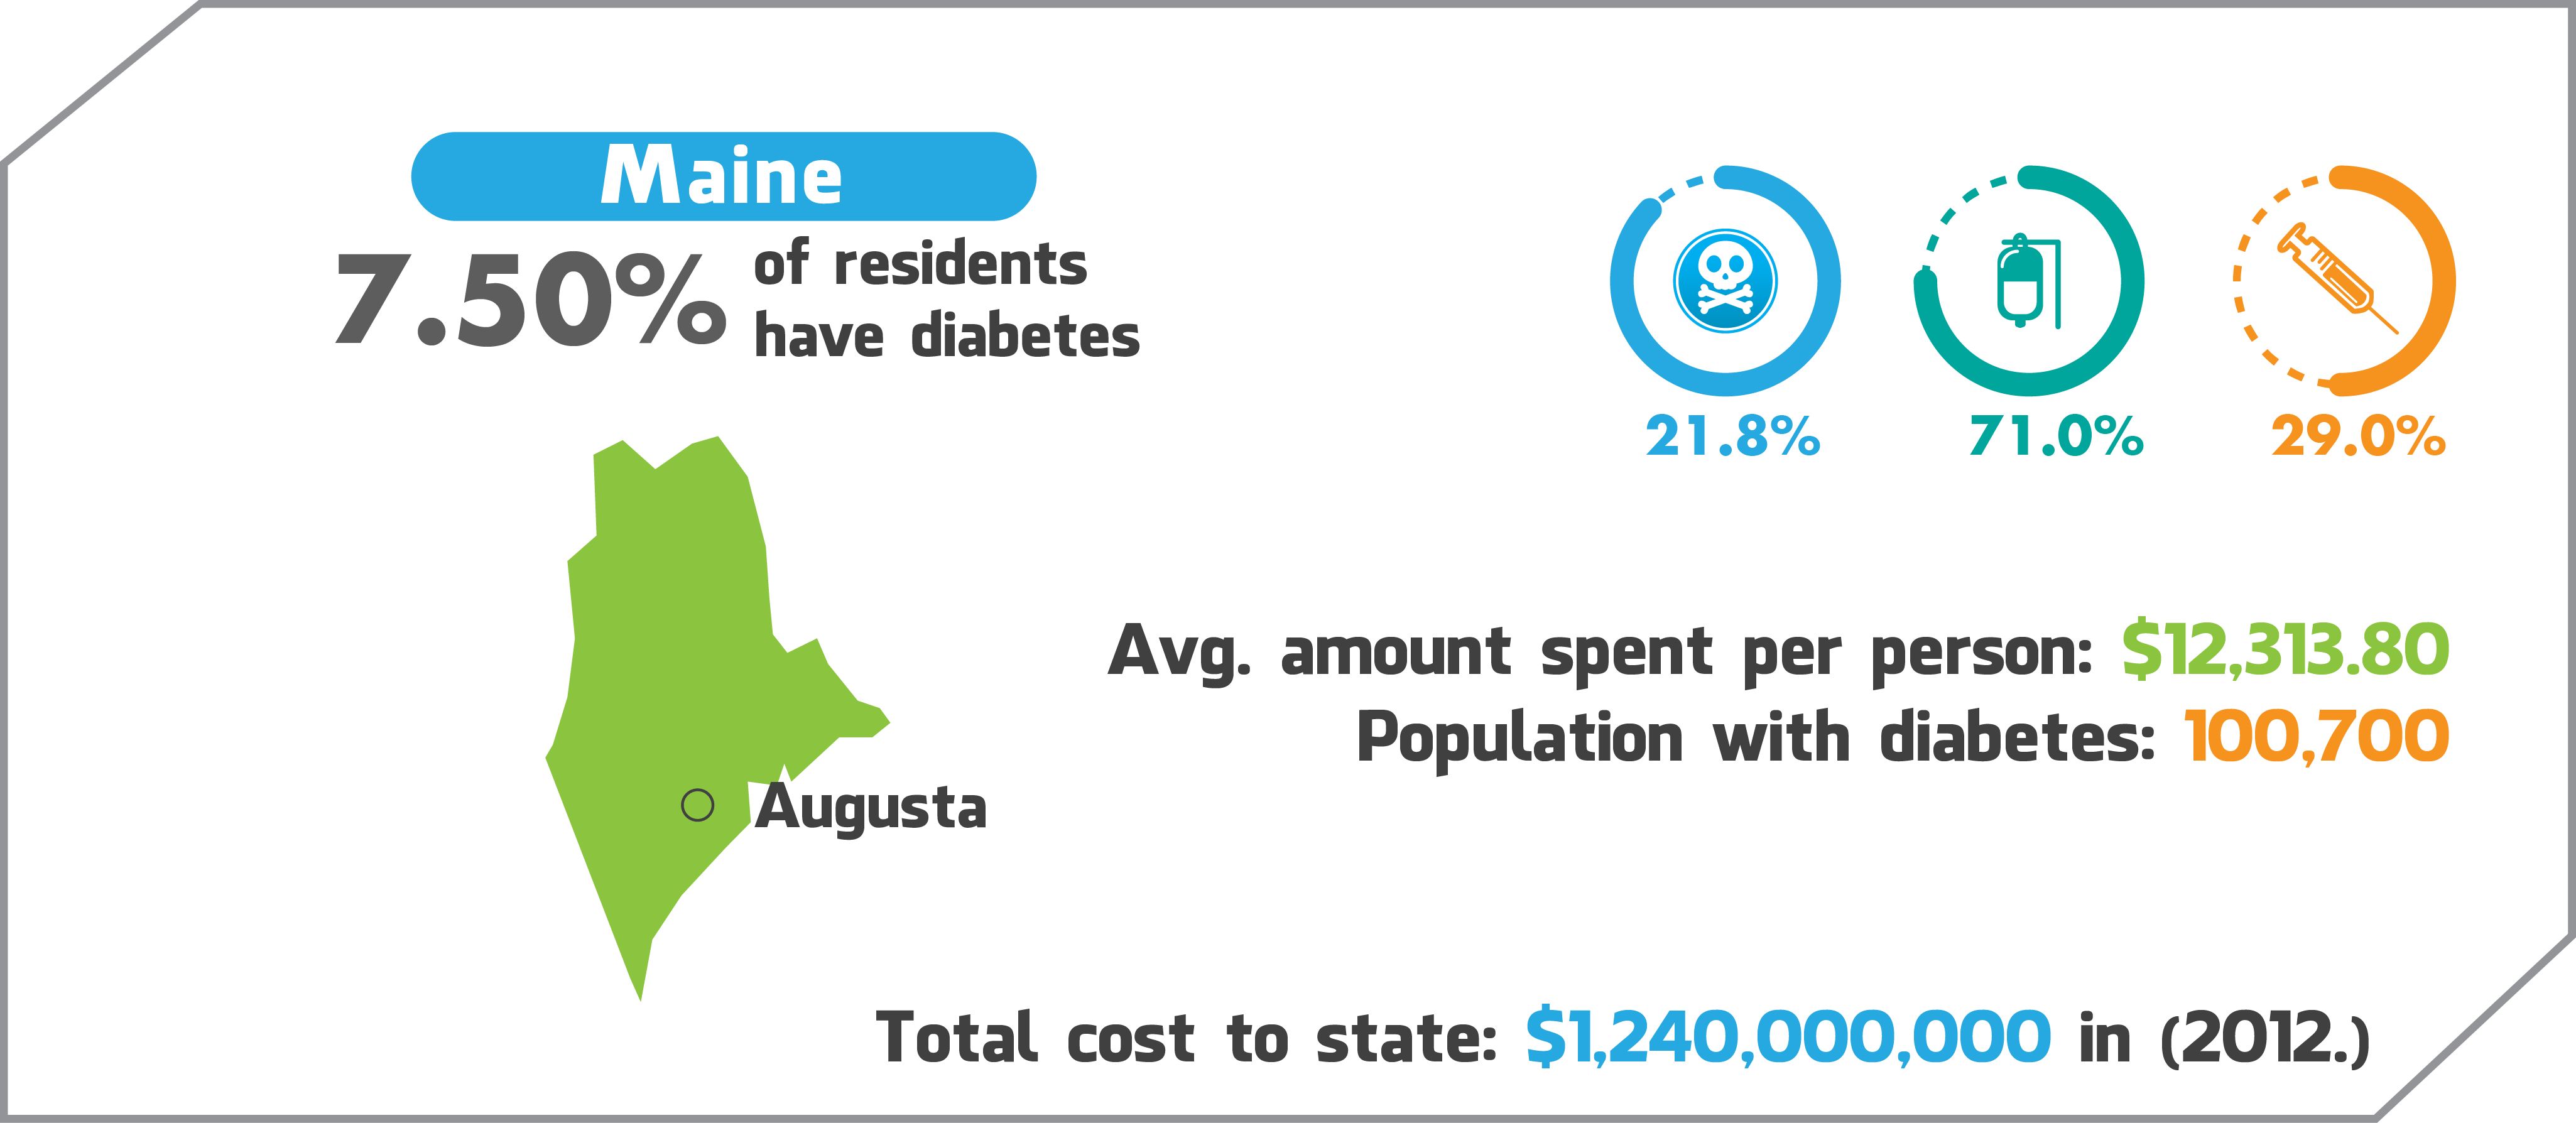 Maine
7.50%
of residents
have diabetes
21.8%
71.0%
29.0%
Avg. amount spent per person: $12,313.80
Population with diabetes: 100,700
Augusta
Total cost to state: $1,240,000,000 in (2012.)